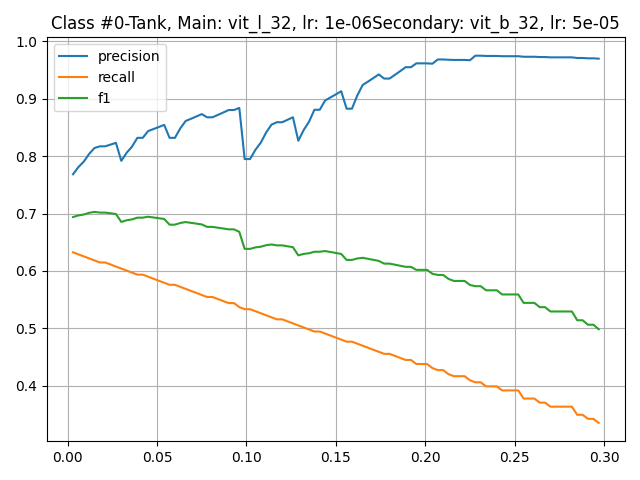 Class #0-Tank, Main: vit_l_32, lr: 1e-06Secondary: vit_b_32, lr: 5e-05
precision
recall
f1
1.0
0.9
0.8
0.7
0.6
0.5
0.4
0.00 0.05 0.10 0.15 0.20 0.25 0.30